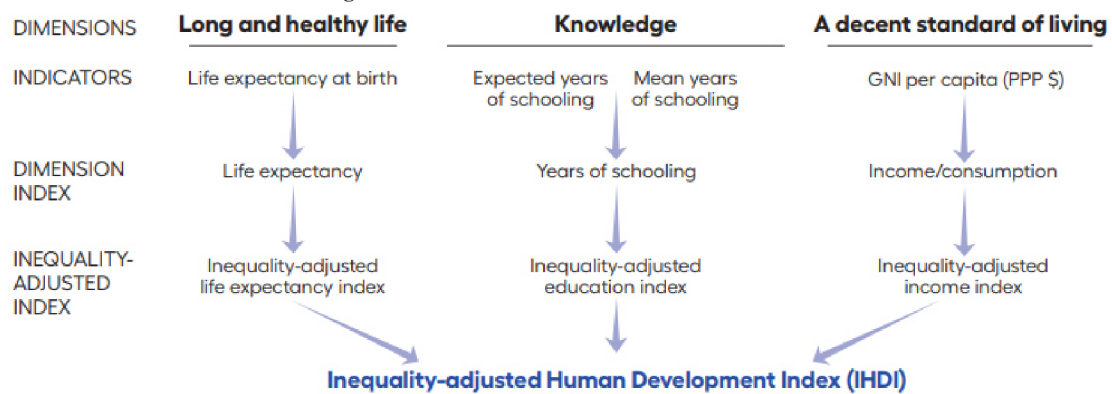 DIMENSIONS Long and healthy life Knowledge A decent standard of living
INDICATORS Life expectancy at birth Expected years of schooling Mean years of schooling GNI per capita (PPP $)
DIMENSION INDEX Life expectancy Years of schooling Income/consumption
INEQUALITY-ADJUSTED INDEX Inequality-adjusted life expectancy index Inequality-adjusted education index Inequality-adjusted income index
Inequality-adjusted Human Development Index (IHDI)